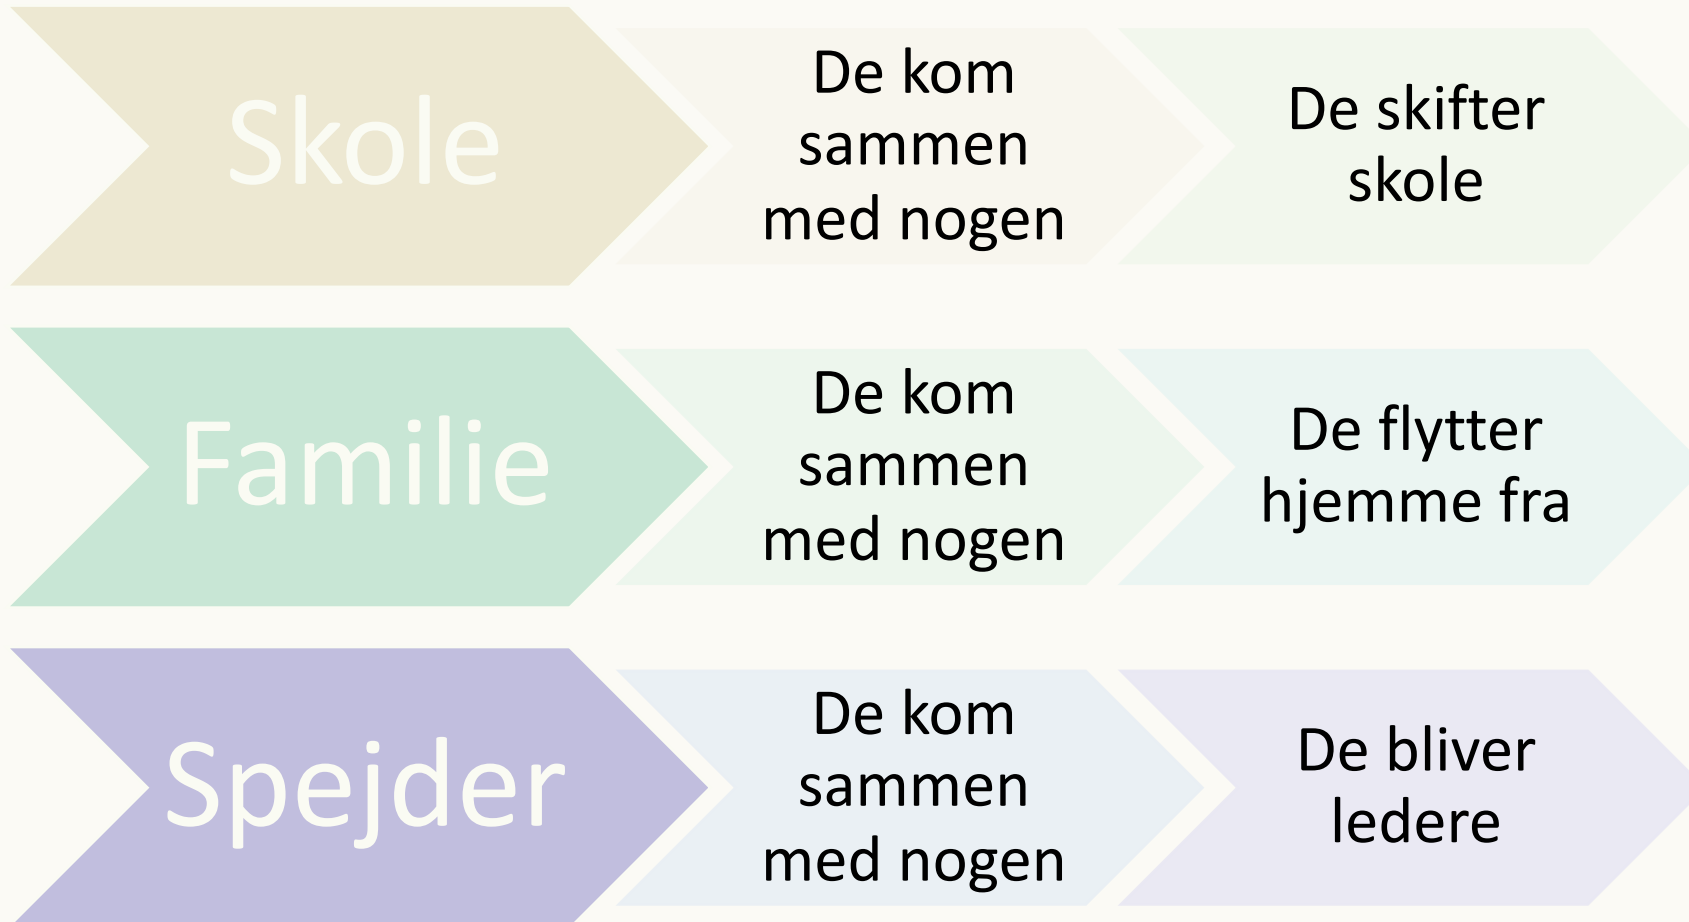 Skole
De kom
sammen
med nogen
De skifter
skole
Familie
De kom
sammen
med nogen
De flytter
hjemme fra
Spejder
De kom
sammen
med nogen
De bliver
ledere